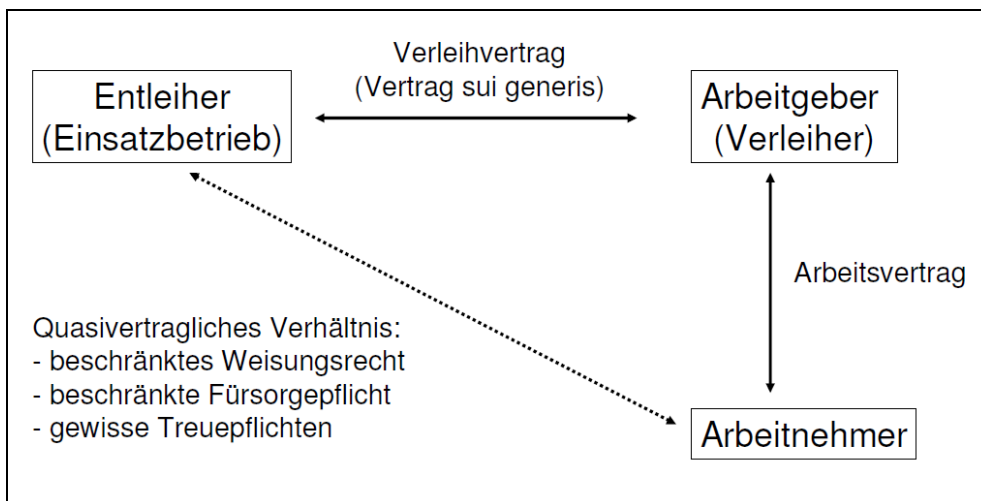 Verleihvertrag
(Vertrag sui generis)
Entleiher
(Einsatzbetrieb)
Arbeitgeber
(Verleiher)
Arbeitsvertrag
Quasivertragliches Verhältnis:
- beschränktes Weisungsrecht
- beschränkte Fürsorgepflicht
- gewisse Treuepflichten
Arbeitnehmer